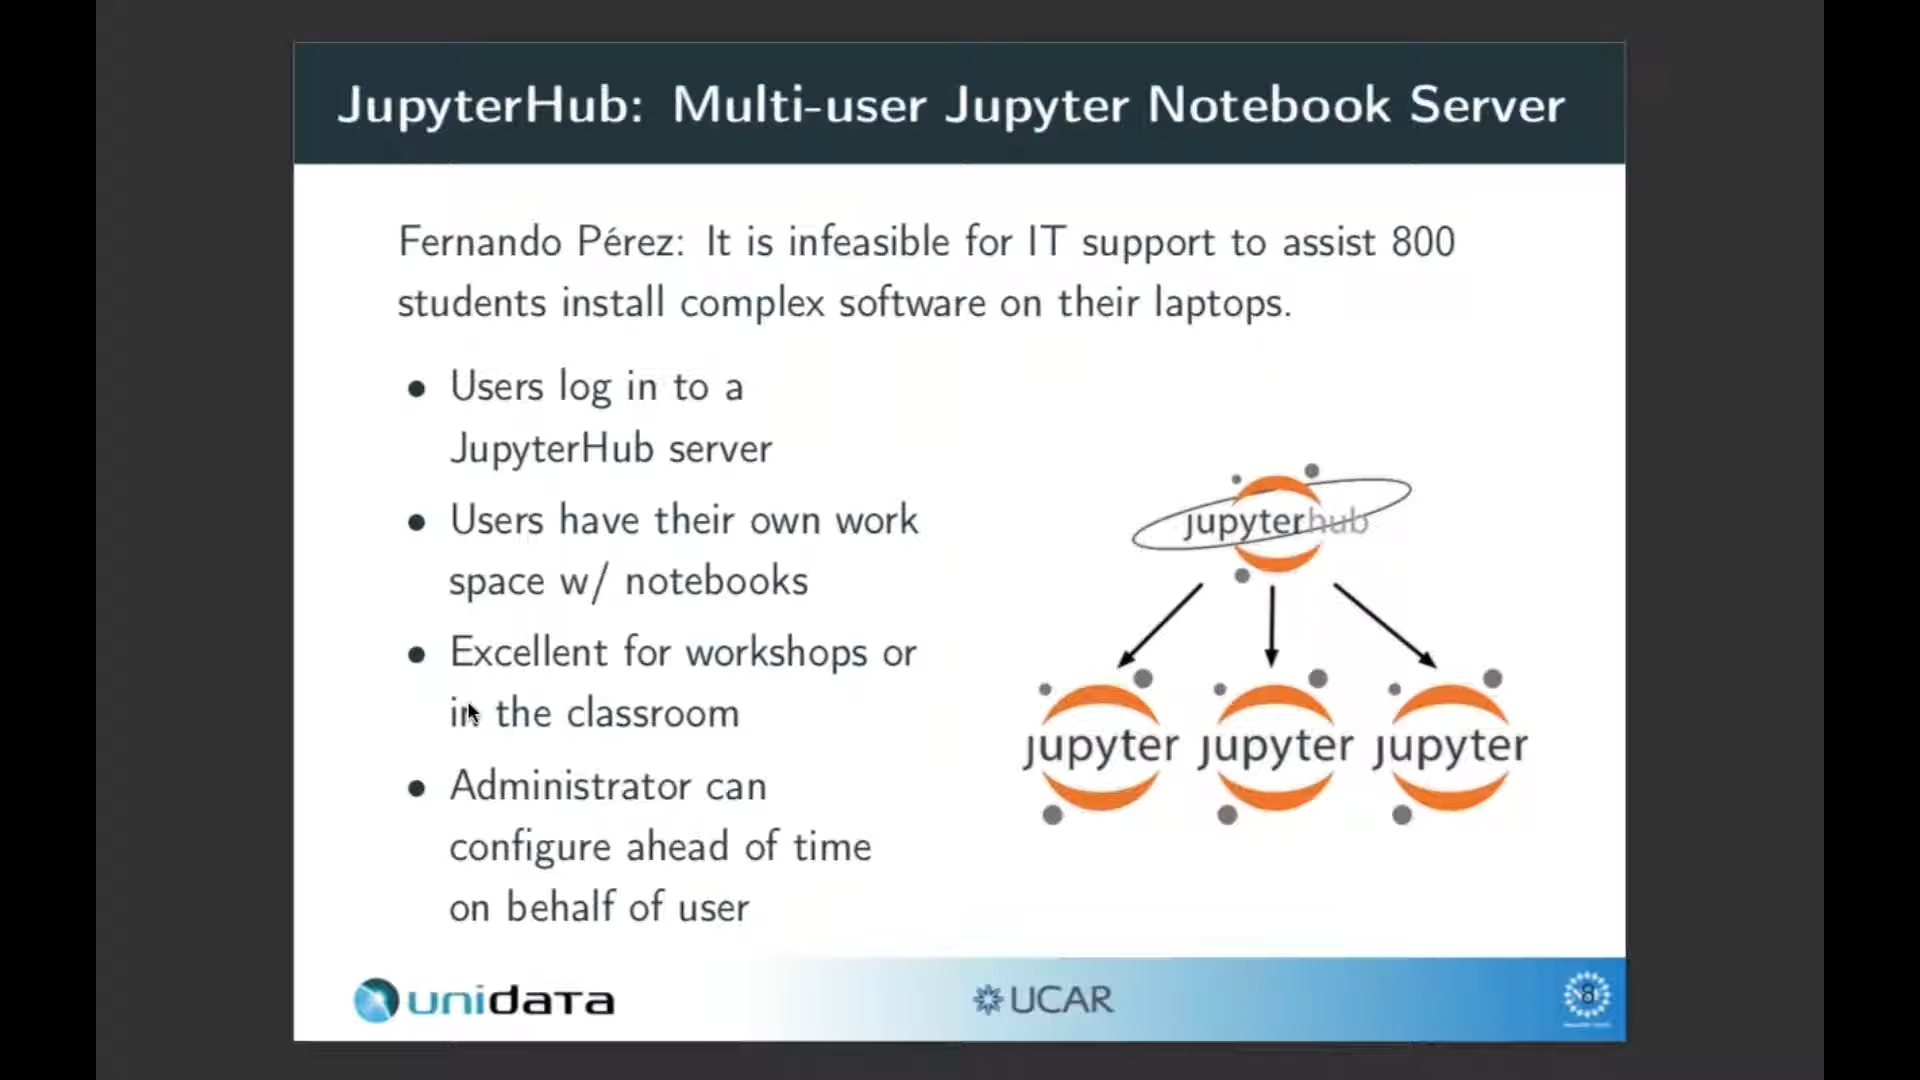 JupyterHub: Multi-user Jupyter Notebook Server
Fernando Pérez: It is infeasible for IT support to assist 800
students install complex software on their laptops.
• Users log in to a
JupyterHub server
• Users have their own work
space w/ notebooks
• Excellent for workshops or
in the classroom
• Administrator can
configure ahead of time
on behalf of user
jupyterhub
jupyter jupyter jupyter
unidata
UCAR
8